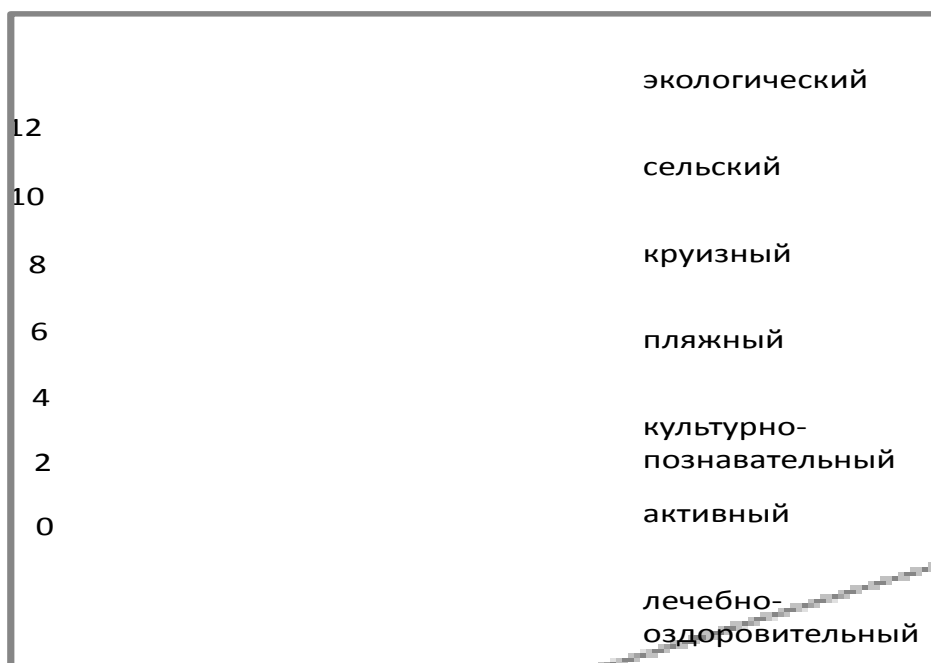 12
10
8
6
4
2
0
экологический
сельский
круизный
пляжный
культурно-
познавательный
активный
лечебно-
оздоровительный